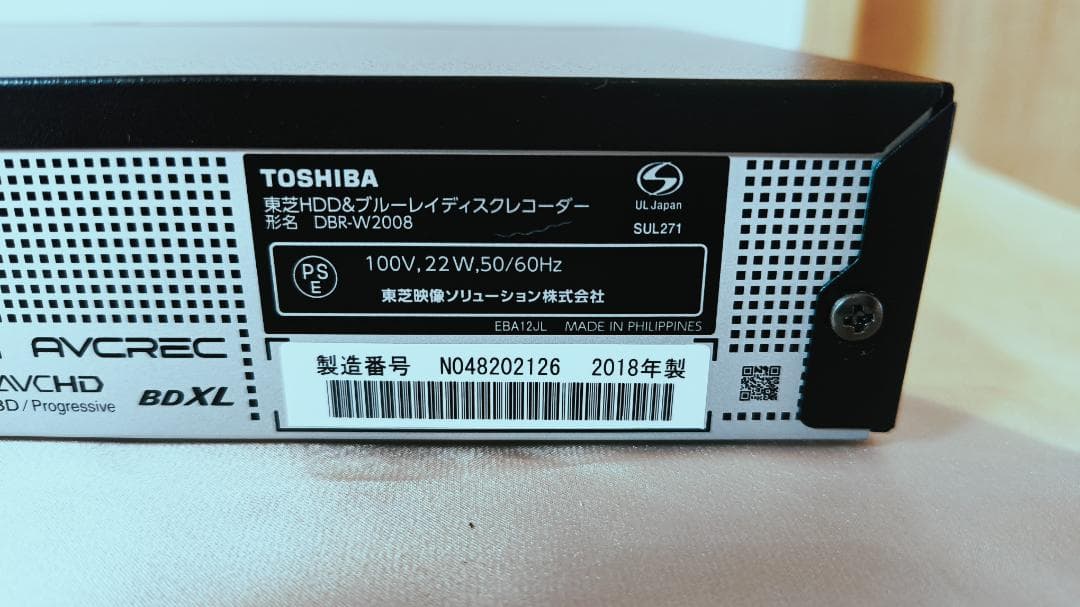 TOSHIBA
東芝HDD&ブルーレイディスクレコーダー
形名 DBR-W2008
UL Japan
SUL271
PS
E
100V, 22W, 50/60Hz
東芝映像ソリューション株式会社
EBA12JL MADE IN PHILIPPINES
AVCREC
AVCHD
3D / Progressive
BDXL
製造番号 N048202126 2018年製